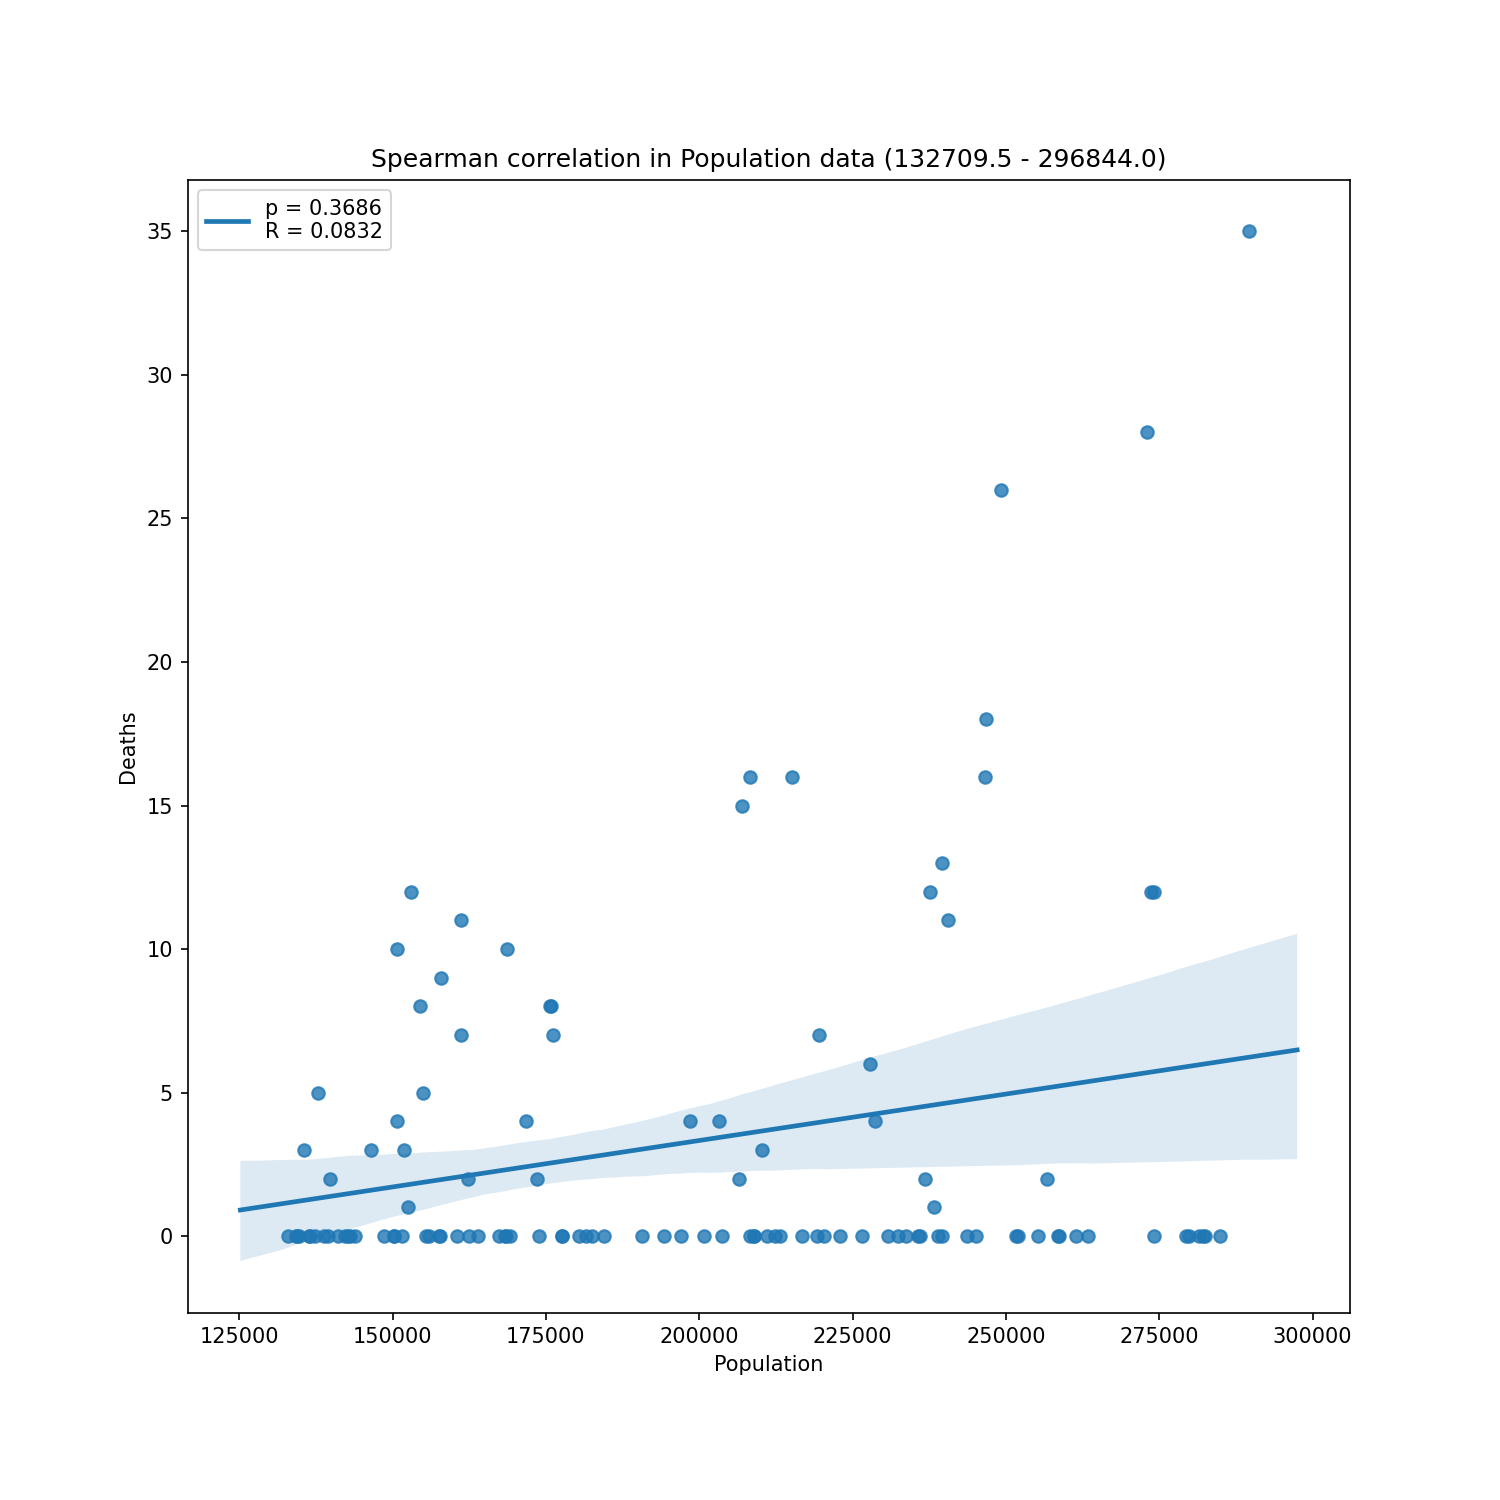 Spearman correlation in Population data (132709.5 - 296844.0)
p = 0.3686
R = 0.0832
35
30
25
20
15
10
5
0
Deaths
125000 150000 175000 200000 225000 250000 275000 300000
Population